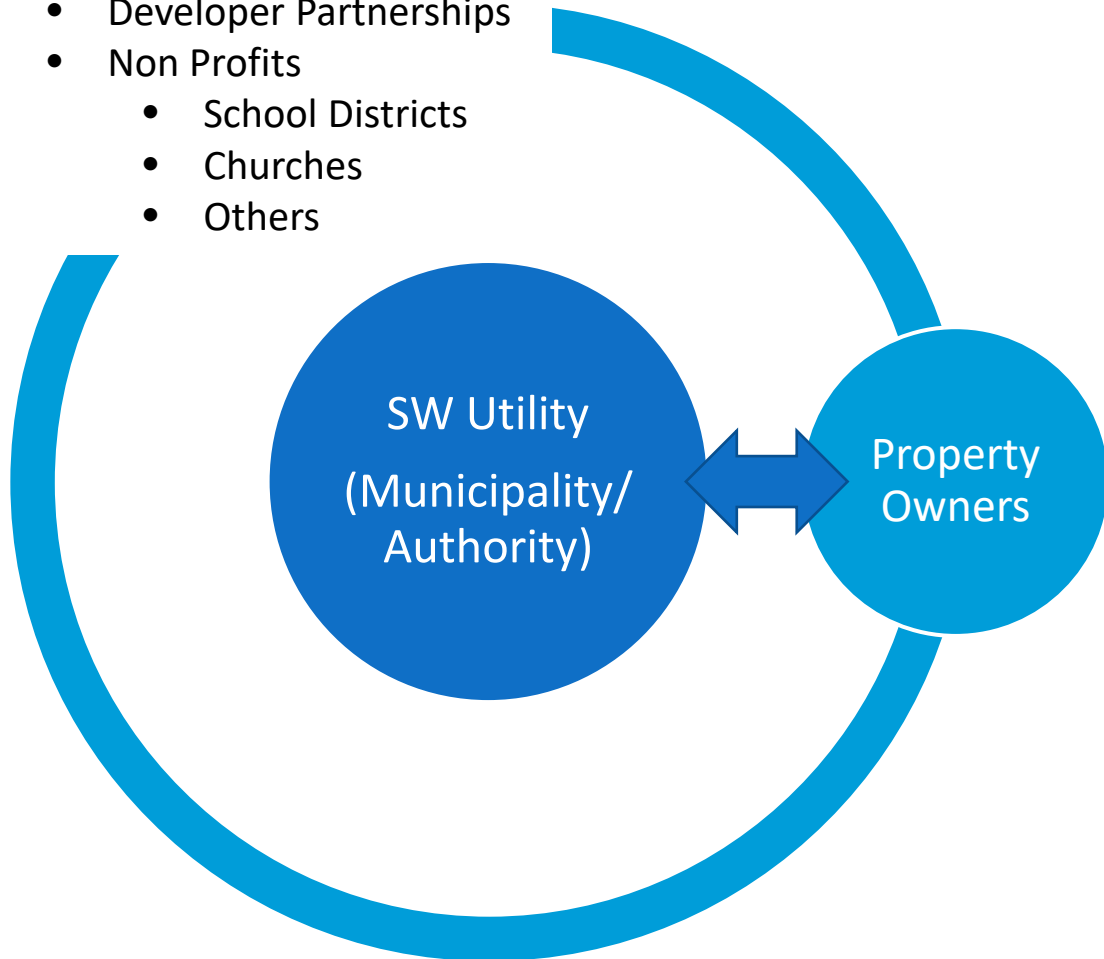 • Developer Partnerships
• Non Profits
• School Districts
• Churches
• Others
SW Utility
(Municipality/
Authority)
Property
Owners